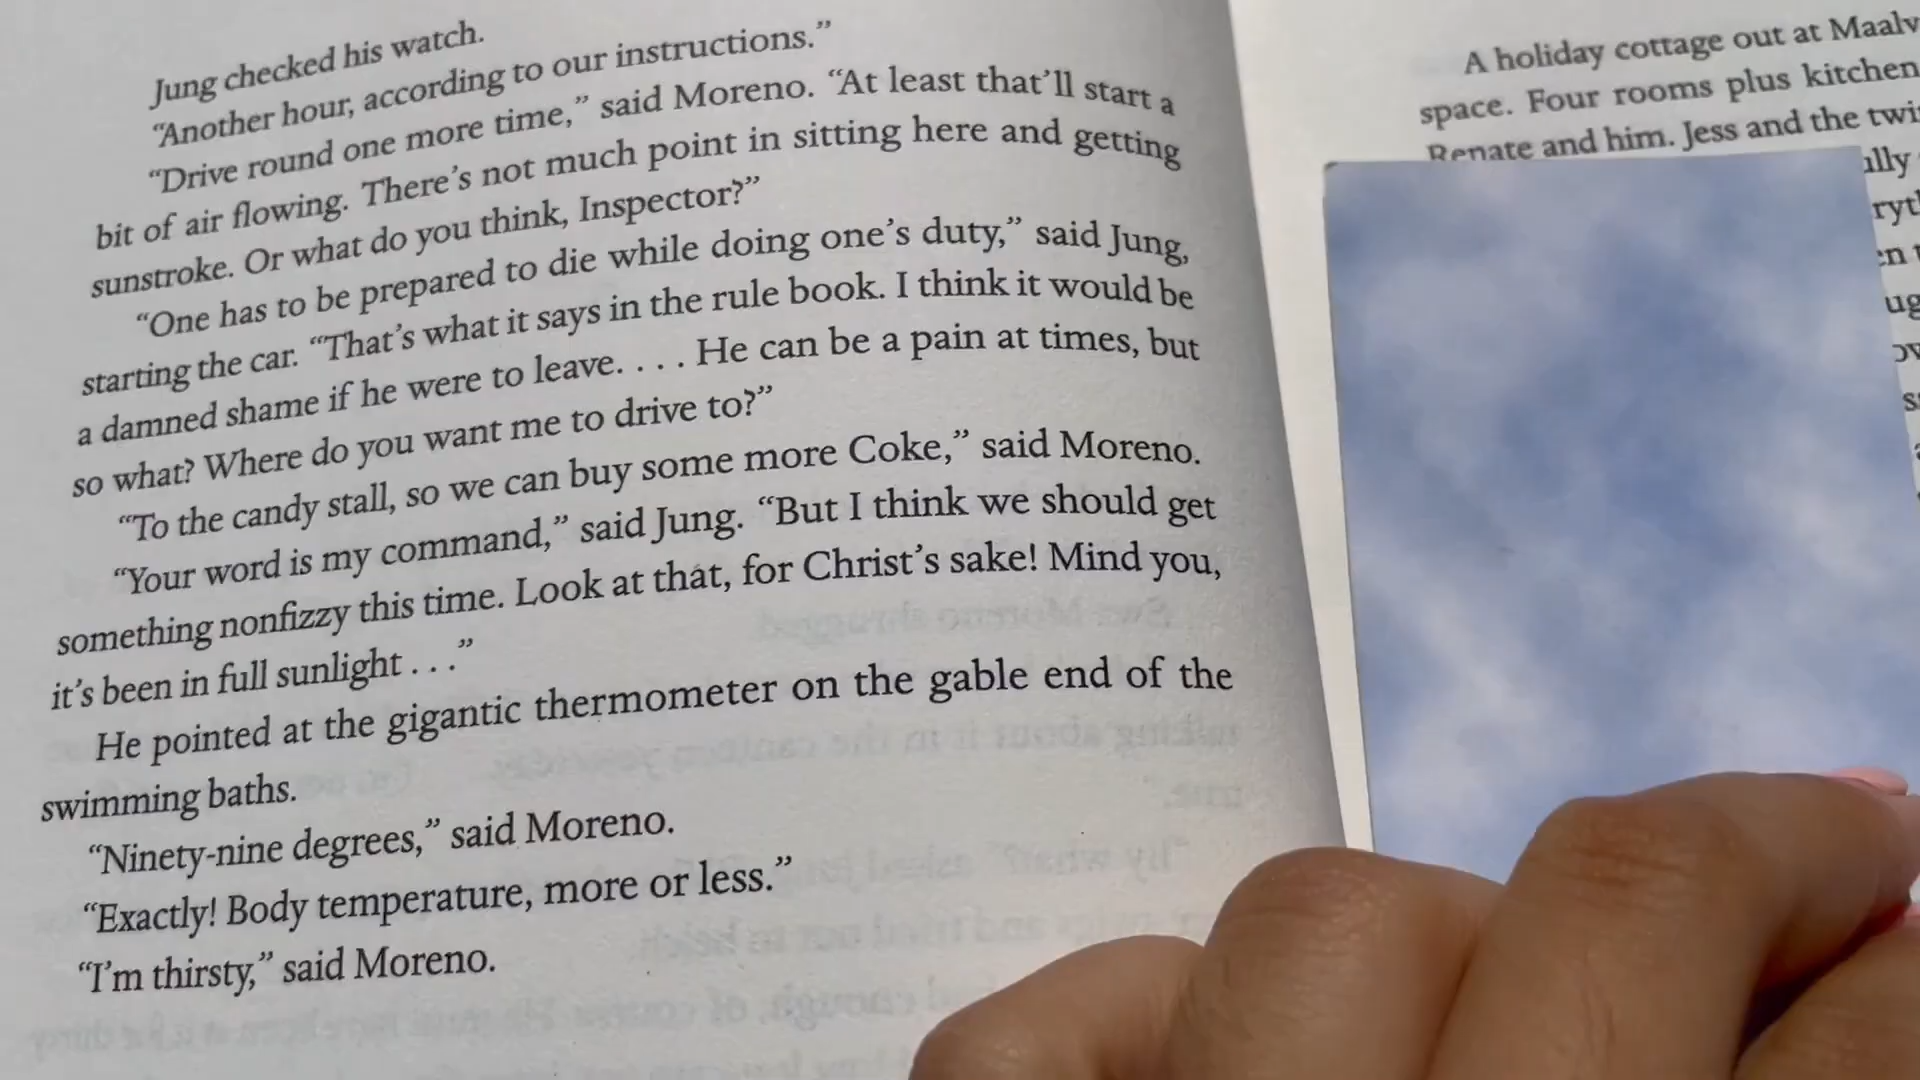 Jung checked his watch.
“Another hour, according to our instructions.”
“Drive round one more time,” said Moreno. “At least that’ll start a
bit of air flowing. There’s not much point in sitting here and getting
sunstroke. Or what do you think, Inspector?”
“One has to be prepared to die while doing one’s duty,” said Jung,
starting the car. “That’s what it says in the rule book. I think it would be
a damned shame if he were to leave. . . . He can be a pain at times, but
so what? Where do you want me to drive to?”
“To the candy stall, so we can buy some more Coke,” said Moreno.
“Your word is my command,” said Jung. “But I think we should get
something nonfizzy this time. Look at that, for Christ’s sake! Mind you,
it’s been in full sunlight . . .”
He pointed at the gigantic thermometer on the gable end of the
swimming baths.
“Ninety-nine degrees,” said Moreno.
“Exactly! Body temperature, more or less.”
“I’m thirsty,” said Moreno.
A holiday cottage out at
space. Four rooms plus kitchen
Renate and him. Jess and the